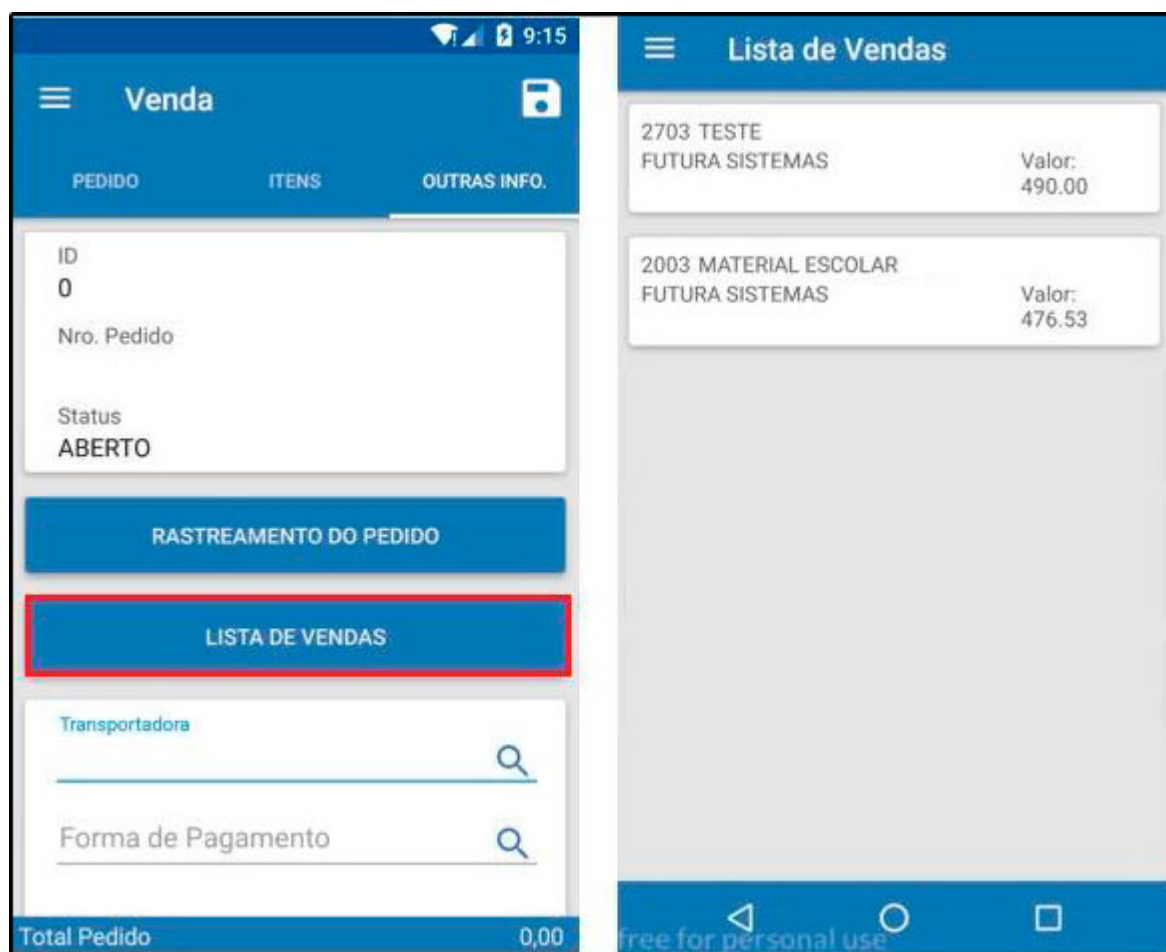 9:15
Venda
PEDIDO ITENS OUTRAS INFO.
ID
0
Nro. Pedido
Status
ABERTO
RASTREAMENTO DO PEDIDO
LISTA DE VENDAS
Transportadora
Forma de Pagamento
Total Pedido 0,00
Lista de Vendas
2703 TESTE
FUTURA SISTEMAS Valor:
490.00
2003 MATERIAL ESCOLAR
FUTURA SISTEMAS Valor:
476.53
free for personal use